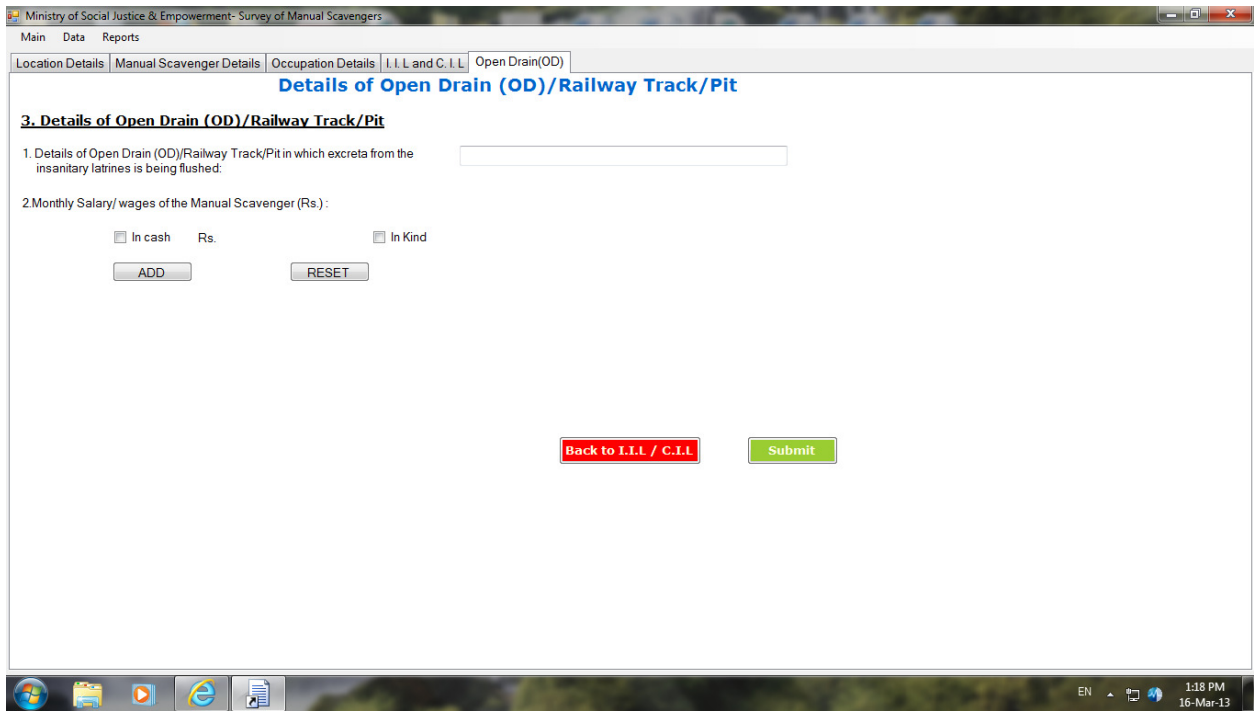 Ministry of Social Justice & Empowerment- Survey of Manual Scavengers
Main Data Reports
Location Details Manual Scavenger Details Occupation Details I. I. L and C. I. L Open Drain(OD)
Details of Open Drain (OD)/Railway Track/Pit
3. Details of Open Drain (OD)/Railway Track/Pit
1. Details of Open Drain (OD)/Railway Track/Pit in which excreta from the
insanitary latrines is being flushed:
2.Monthly Salary/ wages of the Manual Scavenger (Rs.) :
In cash Rs. In Kind
ADD RESET
Back to I.I.L / C.I.L Submit
EN 1:18 PM
16-Mar-13